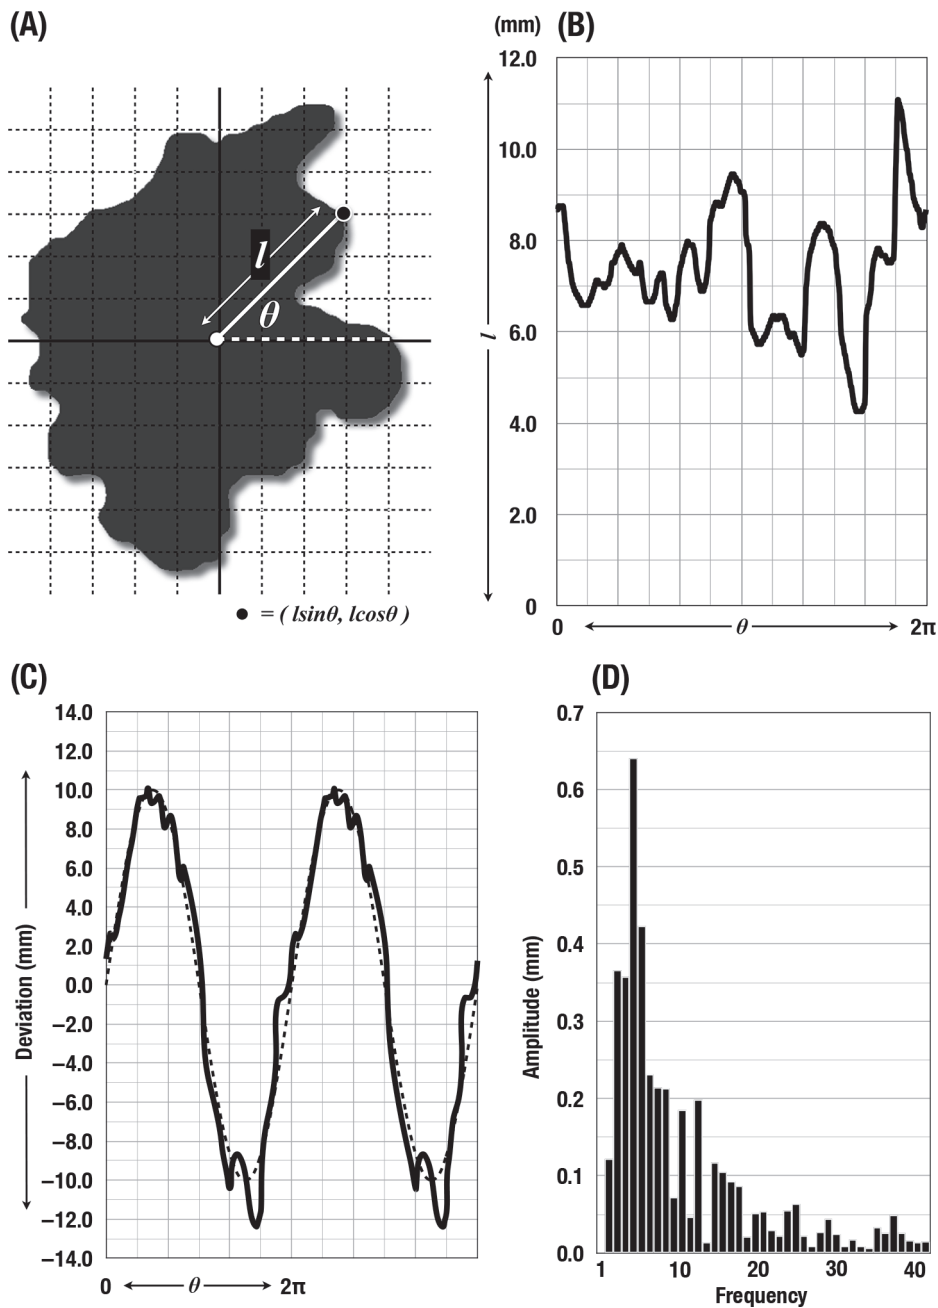 (A)
l
θ
● = ( lsinθ, lcosθ )
(mm)
(B)
12.0
10.0
8.0
6.0
4.0
2.0
0
l
0
θ
2π
(C)
14.0
12.0
10.0
8.0
6.0
4.0
2.0
0.0
−2.0
−4.0
−6.0
−8.0
−10.0
−12.0
−14.0
Deviation (mm)
0
θ
2π
(D)
0.7
0.6
0.5
0.4
0.3
0.2
0.1
0.0
Amplitude (mm)
1 10 20 30 40
Frequency